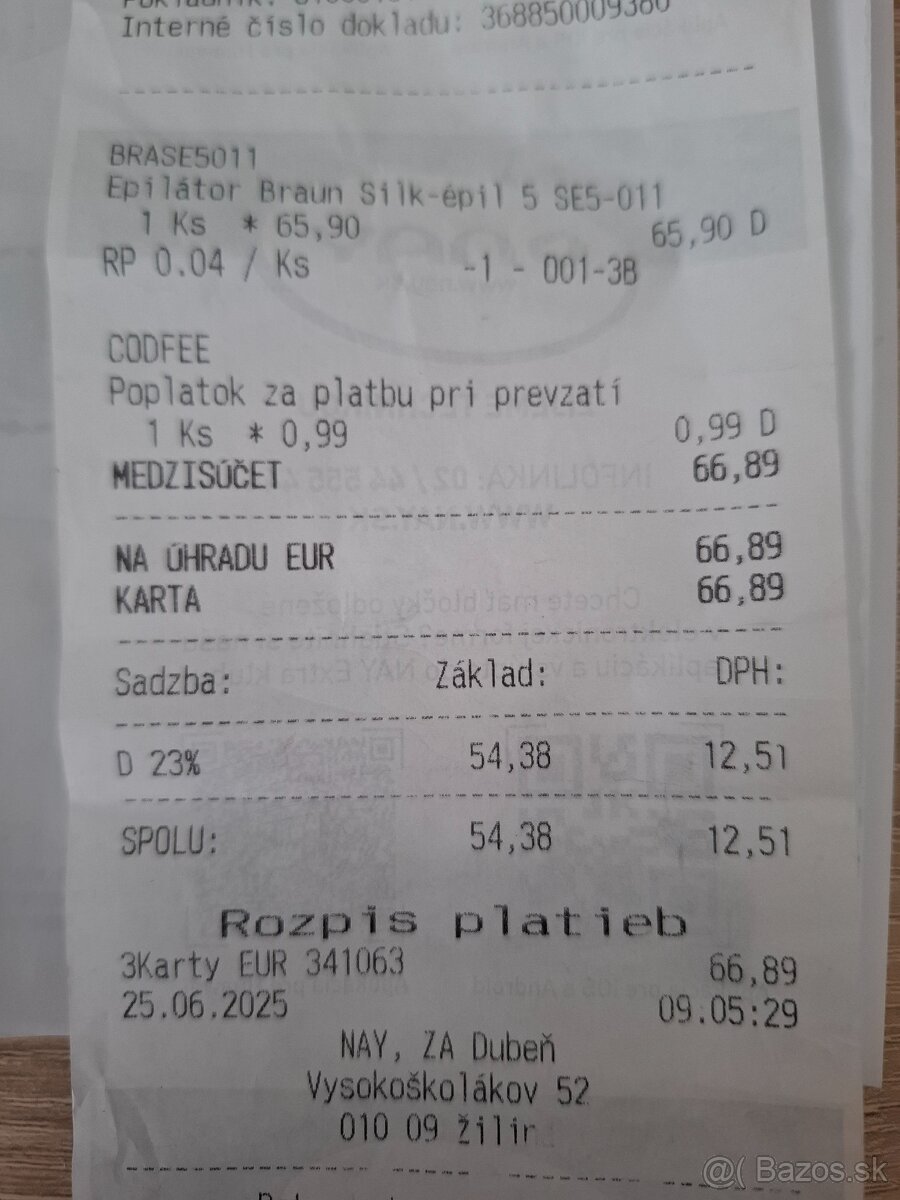 Interné číslo dokladu: 368850009380
BRASE5011
Epilátor Braun Silk-épil 5 SE5-011
1 Ks * 65,90 65,90 D
RP 0.04 / Ks -1 - 001-3B
CODFEE
Poplatok za platbu pri prevzatí
1 Ks * 0,99 0,99 D
MEDZISÚČET 66,89
NA ÚHRADU EUR 66,89
KARTA 66,89
Sadzba: Základ: DPH:
D 23% 54,38 12,51
SPOLU: 54,38 12,51
Rozpis platieb
3Karty EUR 341063 66,89
25.06.2025 09:05:29
NAY, ZA Dubeň
Vysokoškolákov 52
010 09 Žilin
@( Bazos.sk